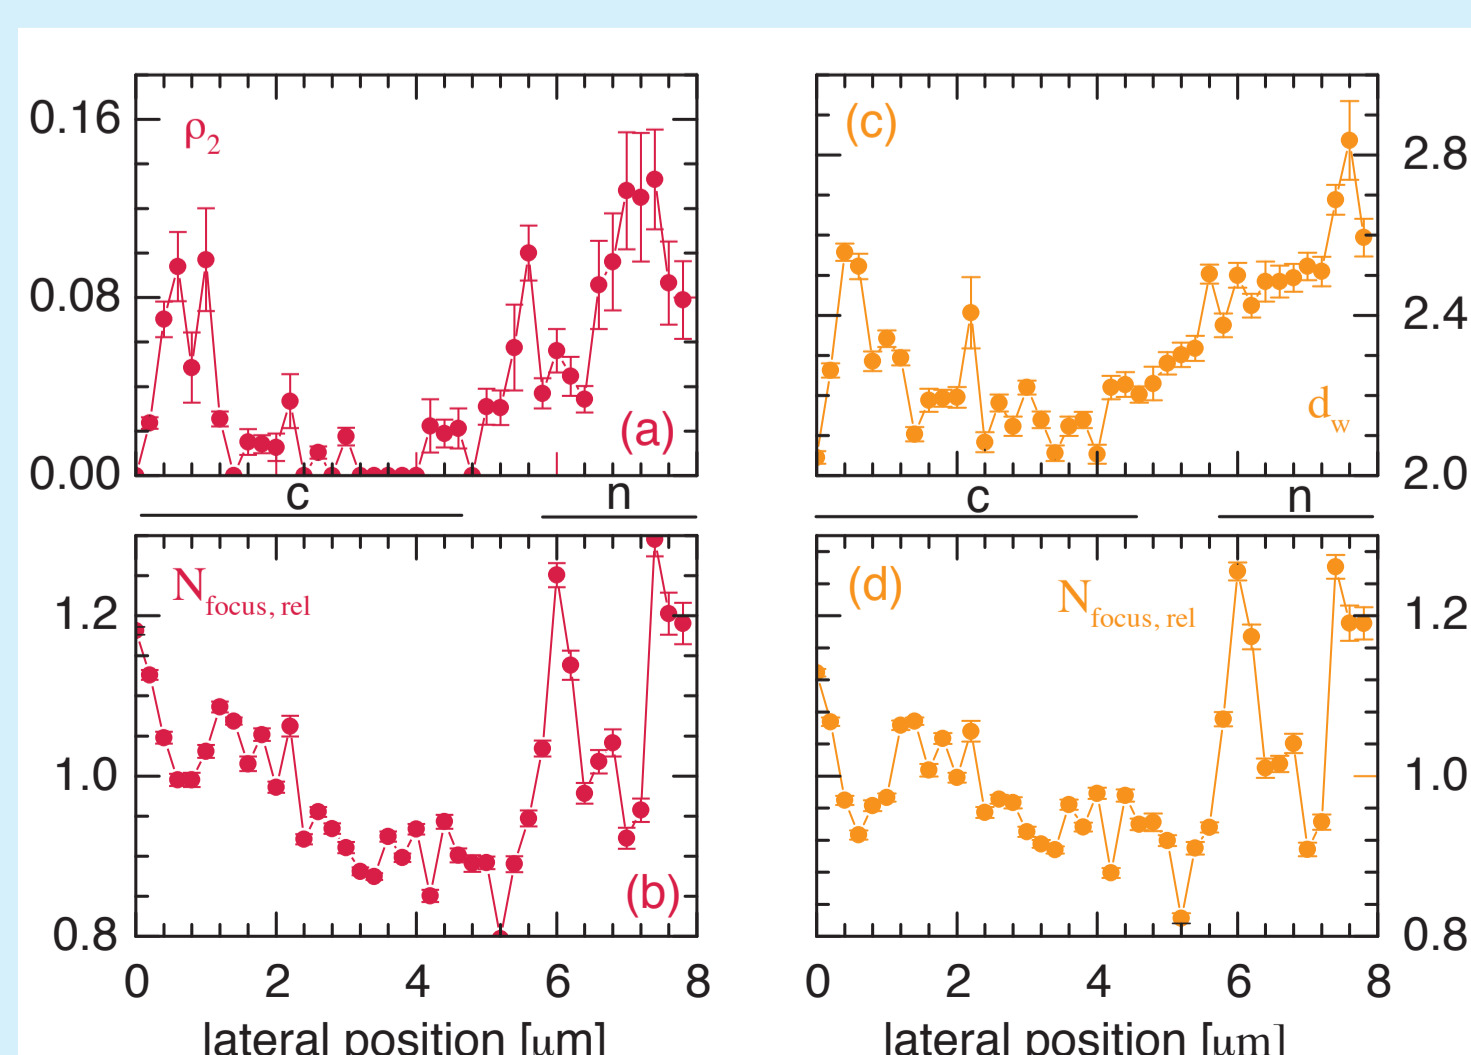 0.16
ρ2
(c)
2.8
0.08
2.4
(a)
dw
0.00
2.0
c
n
c
n
Nfocus, rel
(d)
Nfocus, rel
1.2
1.2
1.0
1.0
(b)
0.8
0.8
0 2 4 6 8
0 2 4 6 8
lateral position [μm]
lateral position [μm]